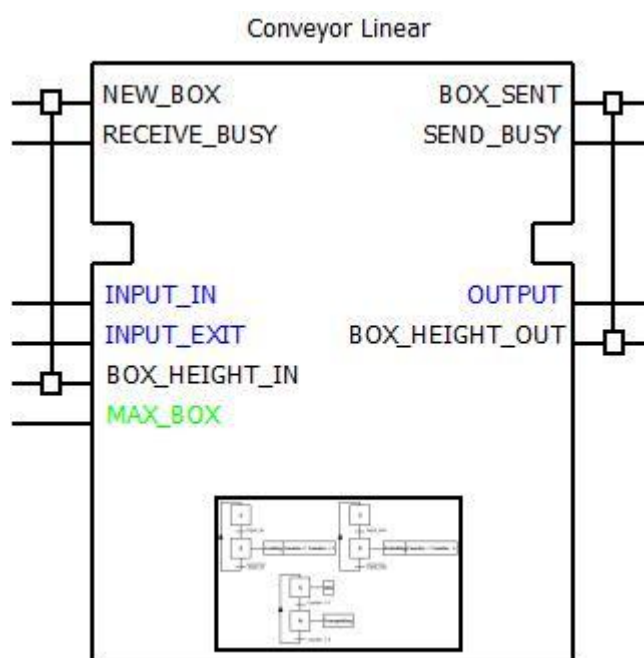 Conveyor Linear
NEW_BOX BOX_SENT
RECEIVE_BUSY SEND_BUSY
INPUT_IN OUTPUT
INPUT_EXIT BOX_HEIGHT_OUT
BOX_HEIGHT_IN
MAX_BOX